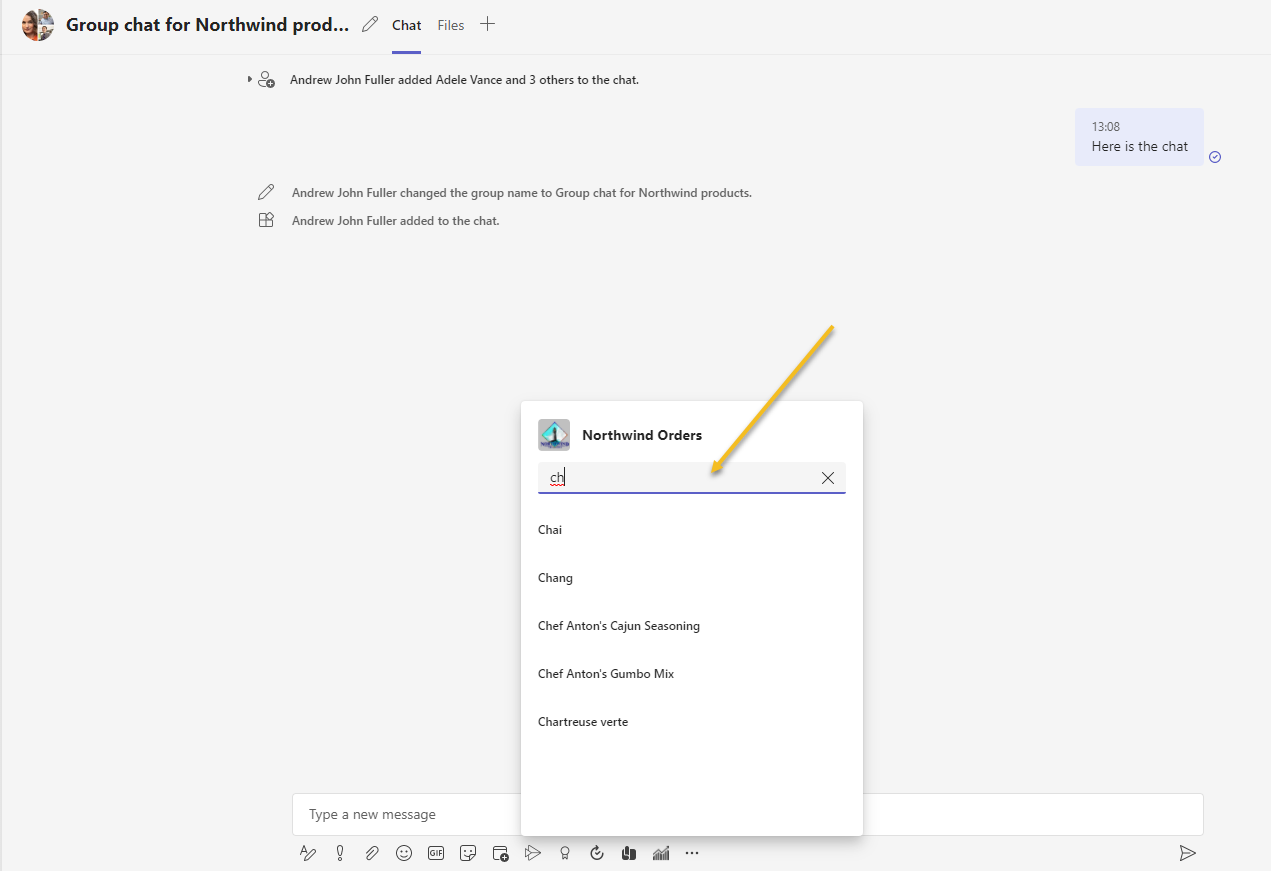 Group chat for Northwind prod...
Chat
Files
Andrew John Fuller added Adele Vance and 3 others to the chat.
13:08
Here is the chat
Andrew John Fuller changed the group name to Group chat for Northwind products.
Andrew John Fuller added to the chat.
Northwind Orders
ch
Chai
Chang
Chef Anton's Cajun Seasoning
Chef Anton's Gumbo Mix
Chartreuse verte
Type a new message
GIF